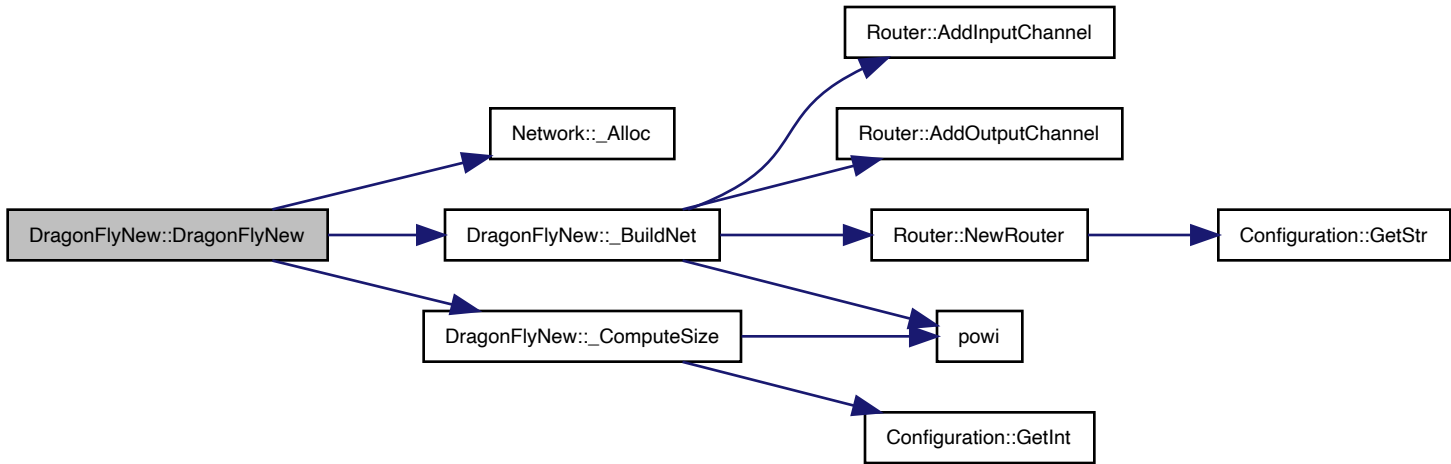 Router::AddInputChannel
Network::_Alloc
Router::AddOutputChannel
DragonFlyNew::DragonFlyNew
DragonFlyNew::_BuildNet
Router::NewRouter
Configuration::GetStr
DragonFlyNew::_ComputeSize
powi
Configuration::GetInt